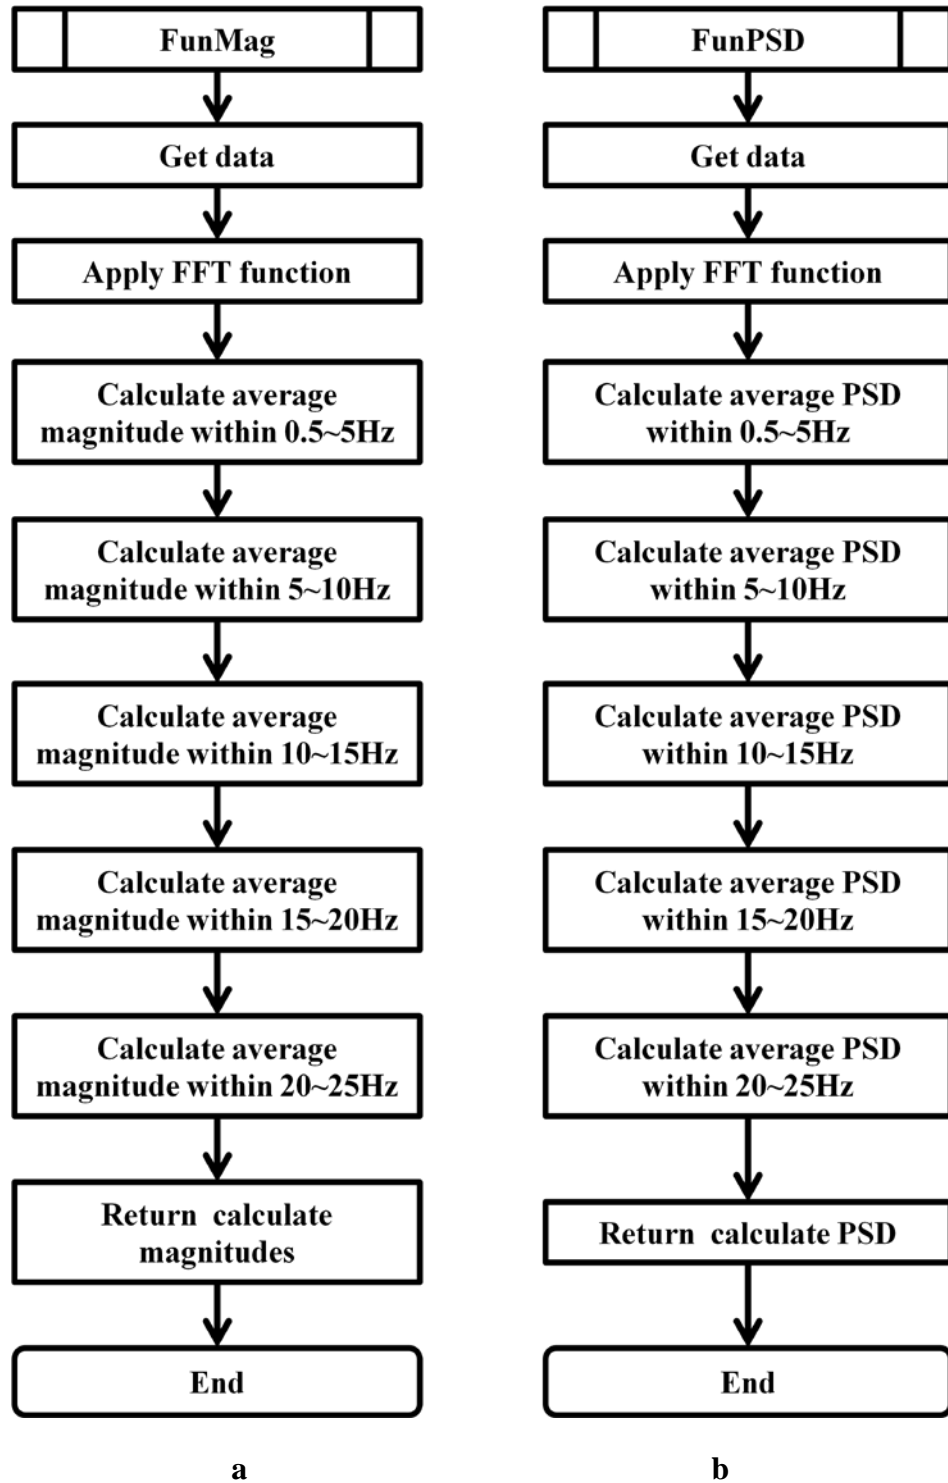 FunMag
Get data
Apply FFT function
Calculate average
magnitude within 0.5~5Hz
Calculate average
magnitude within 5~10Hz
Calculate average
magnitude within 10~15Hz
Calculate average
magnitude within 15~20Hz
Calculate average
magnitude within 20~25Hz
Return calculate
magnitudes
End
a
FunPSD
Get data
Apply FFT function
Calculate average PSD
within 0.5~5Hz
Calculate average PSD
within 5~10Hz
Calculate average PSD
within 10~15Hz
Calculate average PSD
within 15~20Hz
Calculate average PSD
within 20~25Hz
Return calculate PSD
End
b